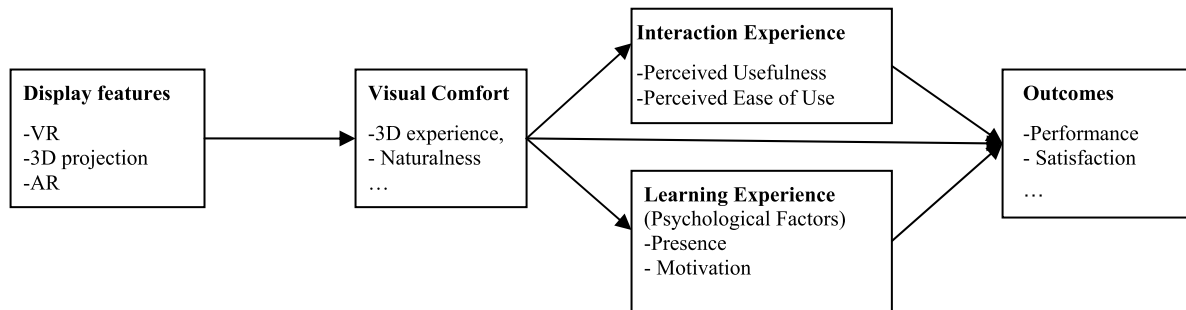 Display features
-VR
-3D projection
-AR
Visual Comfort
-3D experience,
- Naturalness
…
Interaction Experience
-Perceived Usefulness
-Perceived Ease of Use
Learning Experience
(Psychological Factors)
-Presence
- Motivation
Outcomes
-Performance
- Satisfaction
…